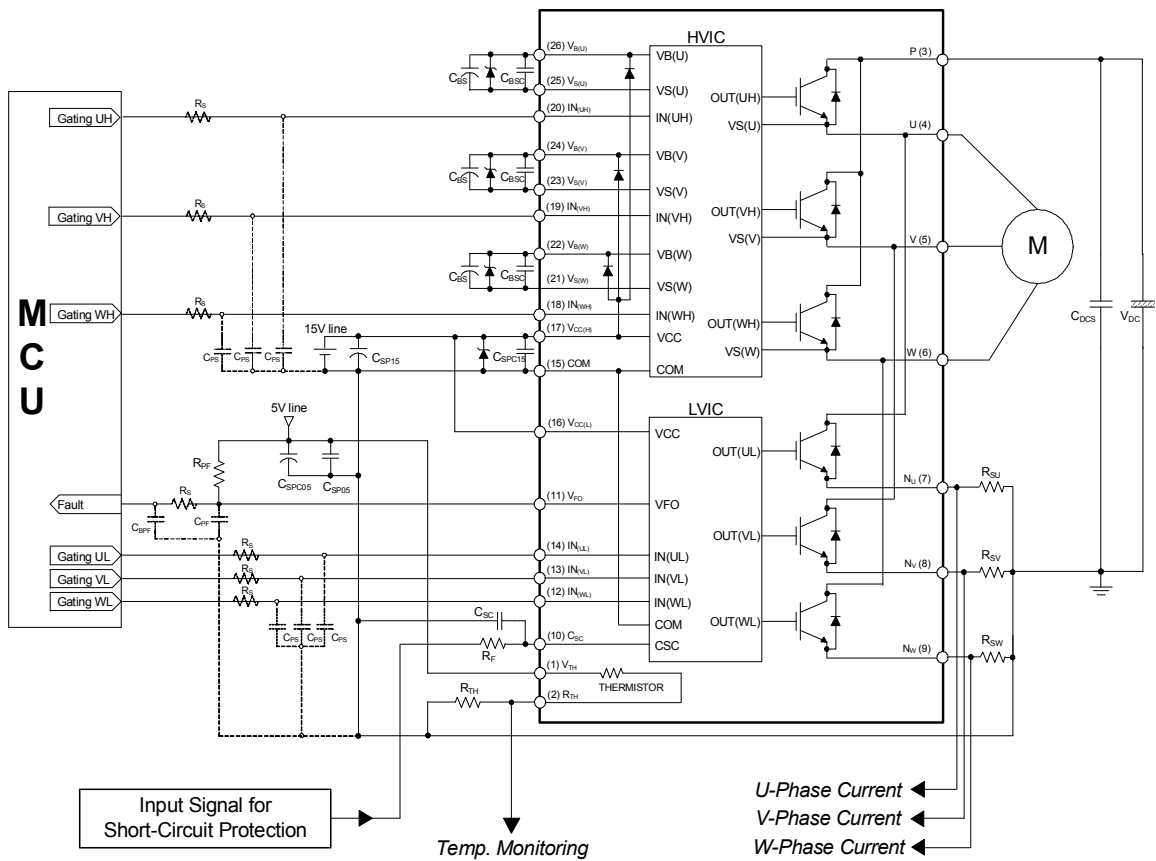 HVIC
(26) VB(U)
VB(U)
P (3)
CBS
CBSC
(25) VS(U)
VS(U)
OUT(UH)
RS
Gating UH
(20) IN(UH)
IN(UH)
VS(U)
U (4)
(24) VB(V)
VB(V)
CBS
CBSC
(23) VS(V)
VS(V)
RS
Gating VH
(19) IN(VH)
IN(VH)
OUT(VH)
VS(V)
V (5)
M
(22) VB(W)
VB(W)
CBS
CBSC
(21) VS(W)
VS(W)
RS
Gating WH
(18) IN(WH)
IN(WH)
OUT(WH)
CDCS
VDC
MCU
15V line
(17) VCC(H)
VCC
VS(W)
W (6)
CPS
CPS
CPS
CSP15
CSPC15
(15) COM
COM
LVIC
5V line
(16) VCC(L)
VCC
OUT(UL)
RPF
CSPC05
CSP05
NU (7)
RSU
RS
Fault
(11) VFO
VFO
CBPF
CPF
OUT(VL)
RS
Gating UL
(14) IN(UL)
IN(UL)
RS
Gating VL
(13) IN(VL)
IN(VL)
NV (8)
RSV
RS
Gating WL
(12) IN(WL)
IN(WL)
CSC
COM
OUT(WL)
CPS
CPS
CPS
RF
(10) CSC
CSC
NW (9)
RSW
(1) VTH
THERMISTOR
RTH
(2) RTH
Input Signal for
Short-Circuit Protection
Temp. Monitoring
U-Phase Current
V-Phase Current
W-Phase Current